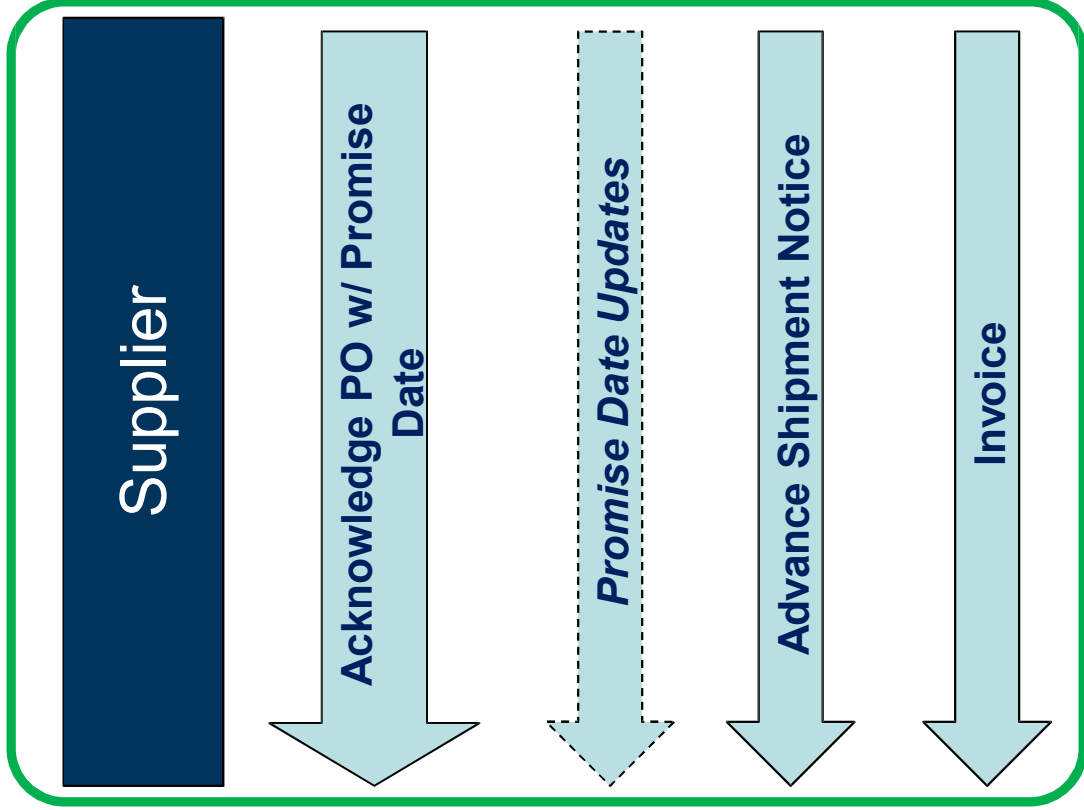 Supplier
Acknowledge PO w/ Promise
Date
Promise Date Updates
Advance Shipment Notice
Invoice